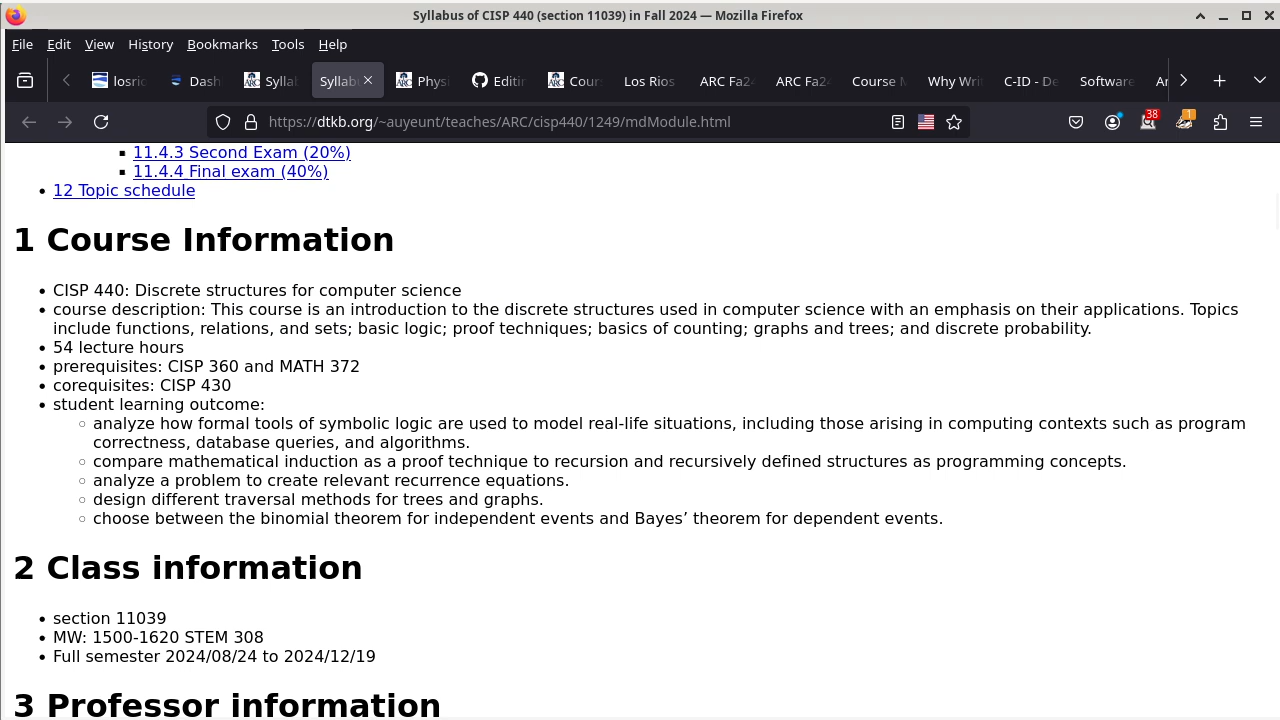 Syllabus of CISP 440 (section 11039) in Fall 2024 — Mozilla Firefox
File Edit View History Bookmarks Tools Help
losrio Dash Syllab Syllab Physi Editin Cours Los Rios ARC Fa24 ARC Fa24 Course M Why Writ C-ID - De Software Ar
https://dtkb.org/~auyeunt/teaches/ARC/cisp440/1249/mdModule.html 38 1
▪ 11.4.3 Second Exam (20%)
▪ 11.4.4 Final exam (40%)
• 12 Topic schedule
1 Course Information
• CISP 440: Discrete structures for computer science
• course description: This course is an introduction to the discrete structures used in computer science with an emphasis on their applications. Topics
include functions, relations, and sets; basic logic; proof techniques; basics of counting; graphs and trees; and discrete probability.
• 54 lecture hours
• prerequisites: CISP 360 and MATH 372
• corequisites: CISP 430
• student learning outcome:
◦ analyze how formal tools of symbolic logic are used to model real-life situations, including those arising in computing contexts such as program
correctness, database queries, and algorithms.
◦ compare mathematical induction as a proof technique to recursion and recursively defined structures as programming concepts.
◦ analyze a problem to create relevant recurrence equations.
◦ design different traversal methods for trees and graphs.
◦ choose between the binomial theorem for independent events and Bayes’ theorem for dependent events.
2 Class information
• section 11039
• MW: 1500-1620 STEM 308
• Full semester 2024/08/24 to 2024/12/19
3 Professor information